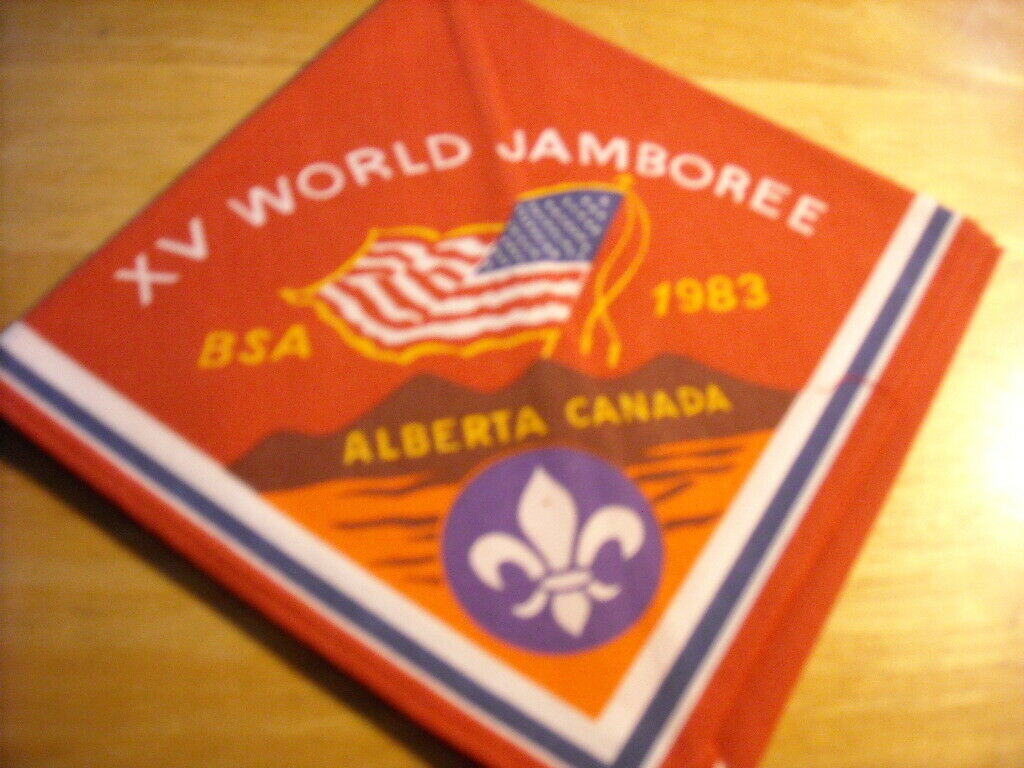 XV WORLD JAMBOREE
BSA 1983
ALBERTA CANADA